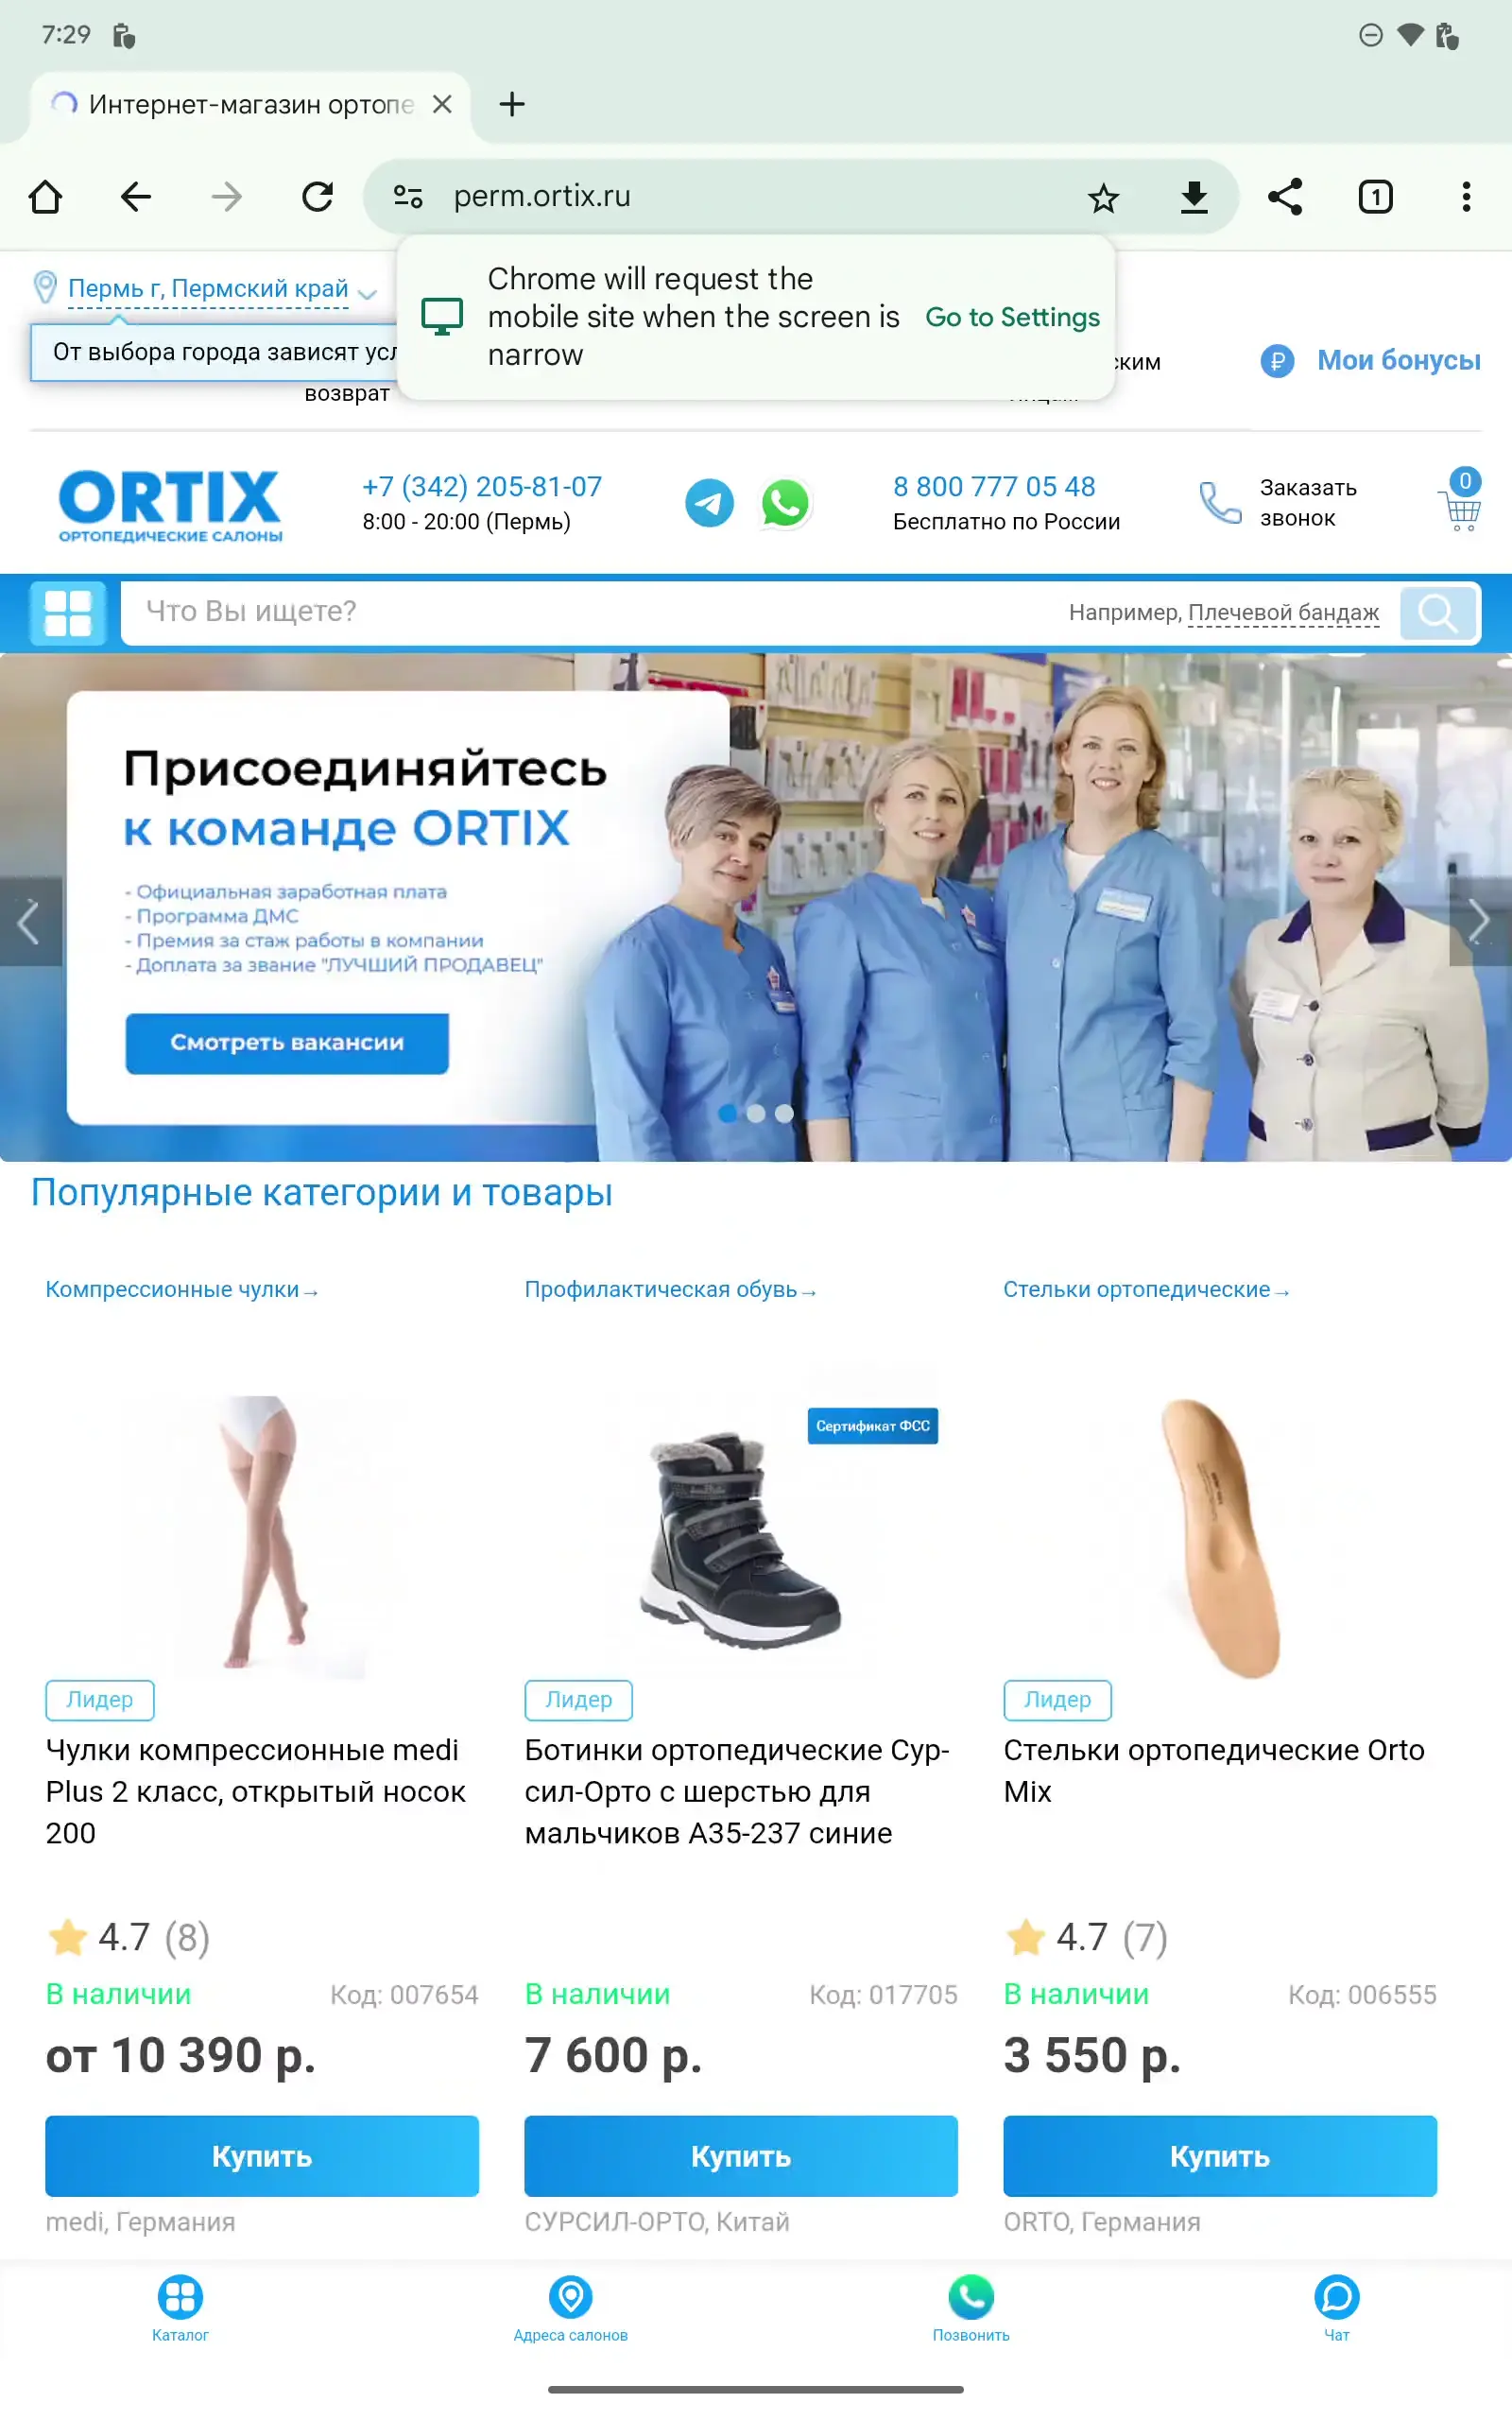 7:29
Интернет-магазин ортопе
perm.ortix.ru
1
Chrome will request the
mobile site when the screen is
narrow
Go to Settings
Пермь г, Пермский край
От выбора города зависят усл
возврат
ским
Мои бонусы
ORTIX
ОРТОПЕДИЧЕСКИЕ САЛОНЫ
+7 (342) 205-81-07
8:00 - 20:00 (Пермь)
8 800 777 05 48
Бесплатно по России
Заказать
звонок
0
Что Вы ищете?
Например, Плечевой бандаж
Присоединяйтесь
к команде ORTIX
- Официальная заработная плата
- Программа ДМС
- Премия за стаж работы в компании
- Доплата за звание "ЛУЧШИЙ ПРОДАВЕЦ"
Смотреть вакансии
Популярные категории и товары
Компрессионные чулки→
Профилактическая обувь→
Стельки ортопедические→
Сертификат ФСС
Лидер
Чулки компрессионные medi
Plus 2 класс, открытый носок
200
4.7 (8)
В наличии
Код: 007654
от 10 390 р.
Купить
medi, Германия
Лидер
Ботинки ортопедические Сур-
сил-Орто с шерстью для
мальчиков А35-237 синие
В наличии
Код: 017705
7 600 р.
Купить
СУРСИЛ-ОРТО, Китай
Лидер
Стельки ортопедические Orto
Mix
4.7 (7)
В наличии
Код: 006555
3 550 р.
Купить
ORTO, Германия
Каталог
Адреса салонов
Позвонить
Чат